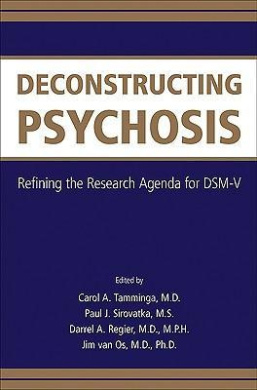 DECONSTRUCTING
PSYCHOSIS
Refining the Research Agenda for DSM-V
Edited by
Carol A. Tamminga, M.D.
Paul J. Sirovatka, M.S.
Darrel A. Regier, M.D., M.P.H.
Jim van Os, M.D., Ph.D.